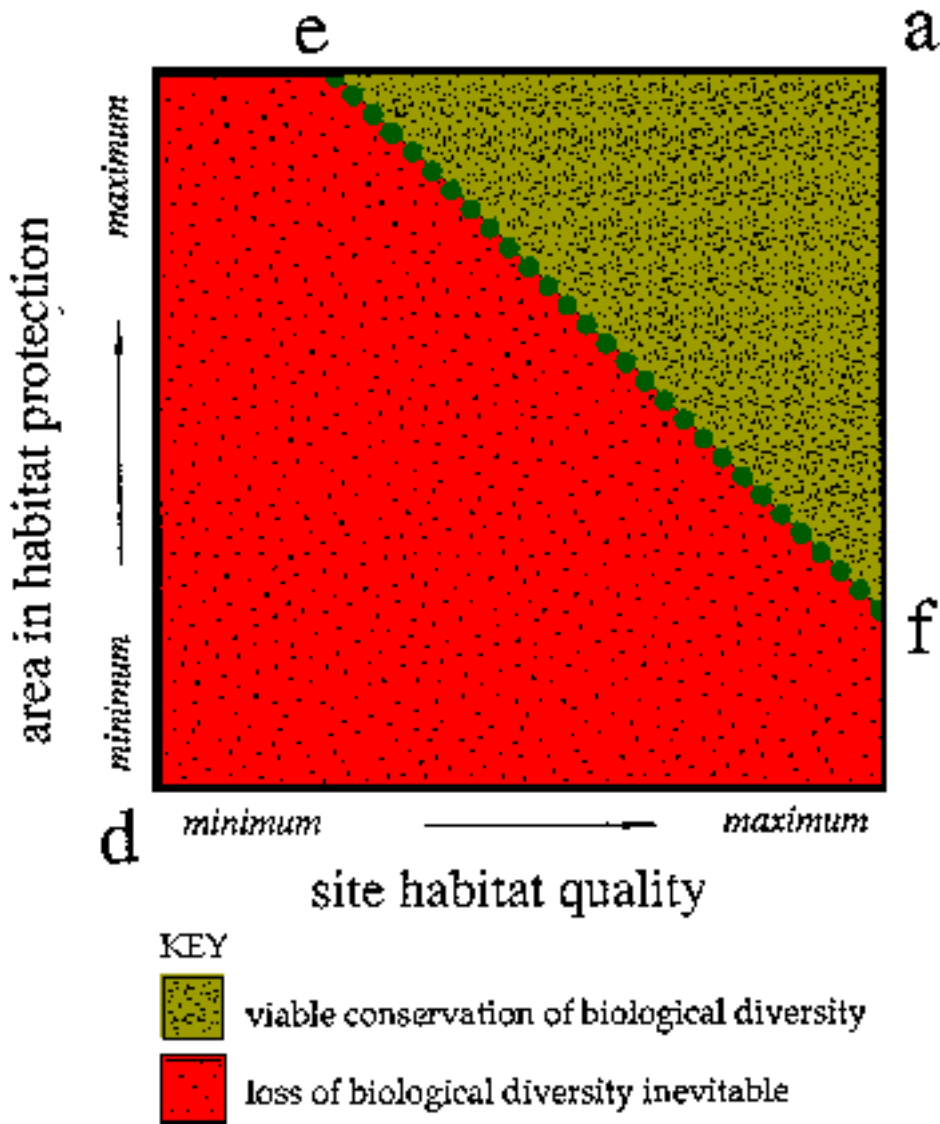 e
a
maximum
area in habitat protection
minimum
f
d
minimum
maximum
site habitat quality
KEY
viable conservation of biological diversity
loss of biological diversity inevitable